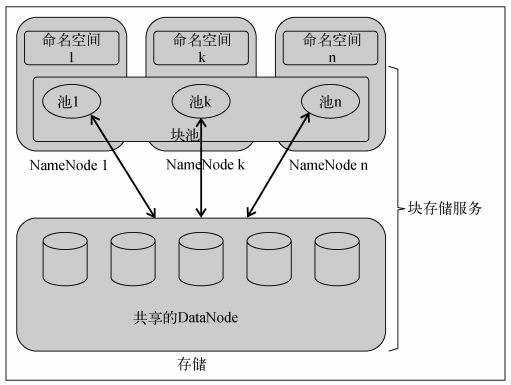 命名空间
1
命名空间
k
命名空间
n
池1
池k
池n
块池
NameNode 1
NameNode k
NameNode n
块存储服务
共享的DataNode
存储